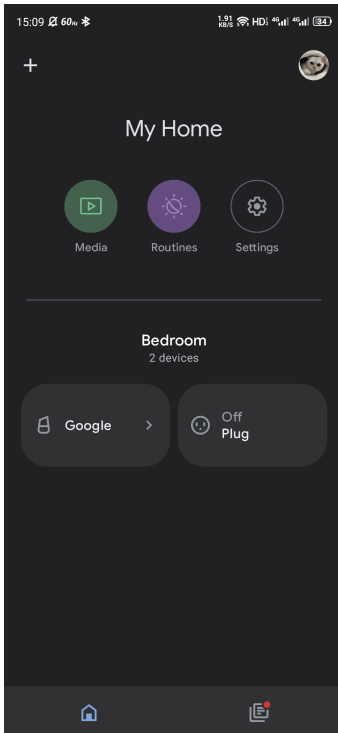 15:09 60Hz 1.91 KB/S HD 4G 4G 34
My Home
Media Routines Settings
Bedroom
2 devices
Google
Off
Plug